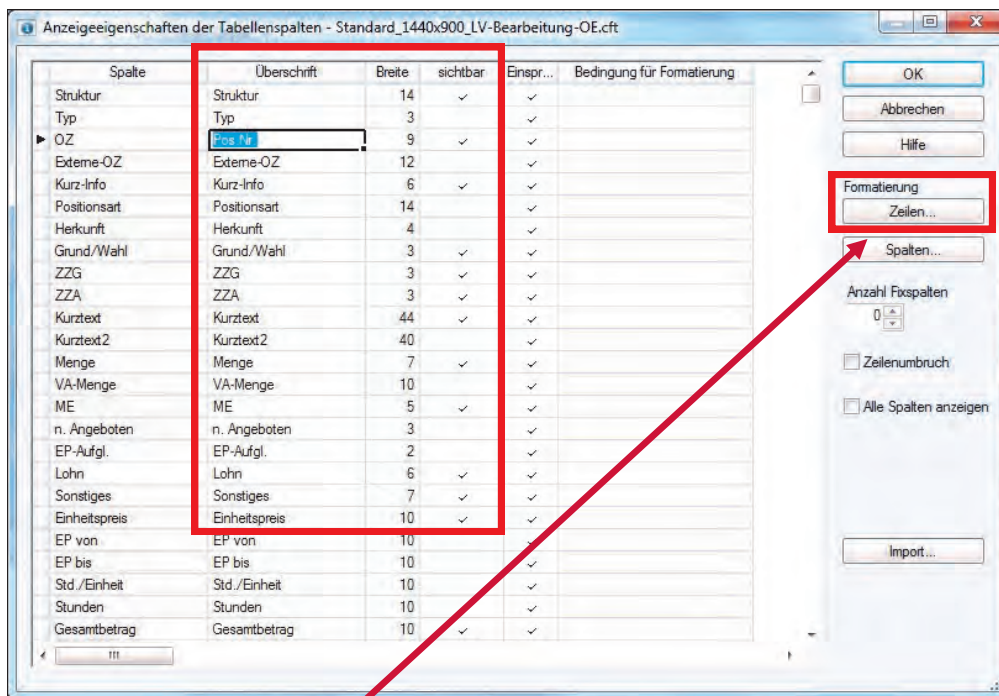 Anzeigeeigenschaften der Tabellenspalten - Standard_1440x900_LV-Bearbeitung-OE.cft
Spalte Überschrift Breite sichtbar Einspr... Bedingung für Formatierung
Struktur Struktur 14 ✓ ✓
Typ Typ 3 ✓
OZ Pos Nr 9 ✓ ✓
Externe-OZ Externe-OZ 12 ✓
Kurz-Info Kurz-Info 6 ✓ ✓
Positionsart Positionsart 14 ✓
Herkunft Herkunft 4 ✓
Grund/Wahl Grund/Wahl 3 ✓ ✓
ZZG ZZG 3 ✓ ✓
ZZA ZZA 3 ✓ ✓
Kurztext Kurztext 44 ✓ ✓
Kurztext2 Kurztext2 40 ✓
Menge Menge 7 ✓ ✓
VA-Menge VA-Menge 10 ✓
ME ME 5 ✓ ✓
n. Angeboten n. Angeboten 3 ✓
EP-Aufgl. EP-Aufgl. 2 ✓
Lohn Lohn 6 ✓ ✓
Sonstiges Sonstiges 7 ✓ ✓
Einheitspreis Einheitspreis 10 ✓ ✓
EP von EP von 10 ✓
EP bis EP bis 10 ✓
Std./Einheit Std./Einheit 10 ✓
Stunden Stunden 10 ✓
Gesamtbetrag Gesamtbetrag 10 ✓ ✓
OK
Abbrechen
Hilfe
Formatierung
Zeilen...
Spalten...
Anzahl Fixspalten
0
Zeilenumbruch
Alle Spalten anzeigen
Import...